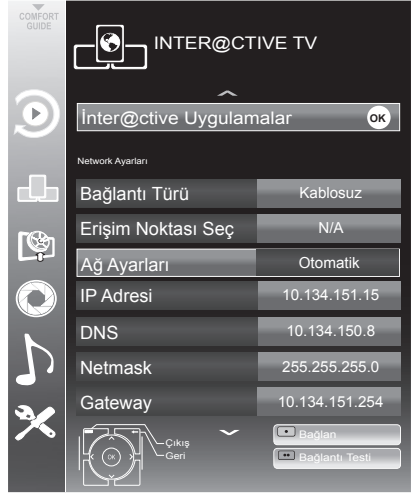 COMFORT
GUIDE
INTER@CTIVE TV
İnter@ctive Uygulamalar OK
Network Ayarları
Bağlantı Türü Kablosuz
Erişim Noktası Seç N/A
Ağ Ayarları Otomatik
IP Adresi 10.134.151.15
DNS 10.134.150.8
Netmask 255.255.255.0
Gateway 10.134.151.254
OK
Çıkış
Geri
Bağlan
Bağlantı Testi